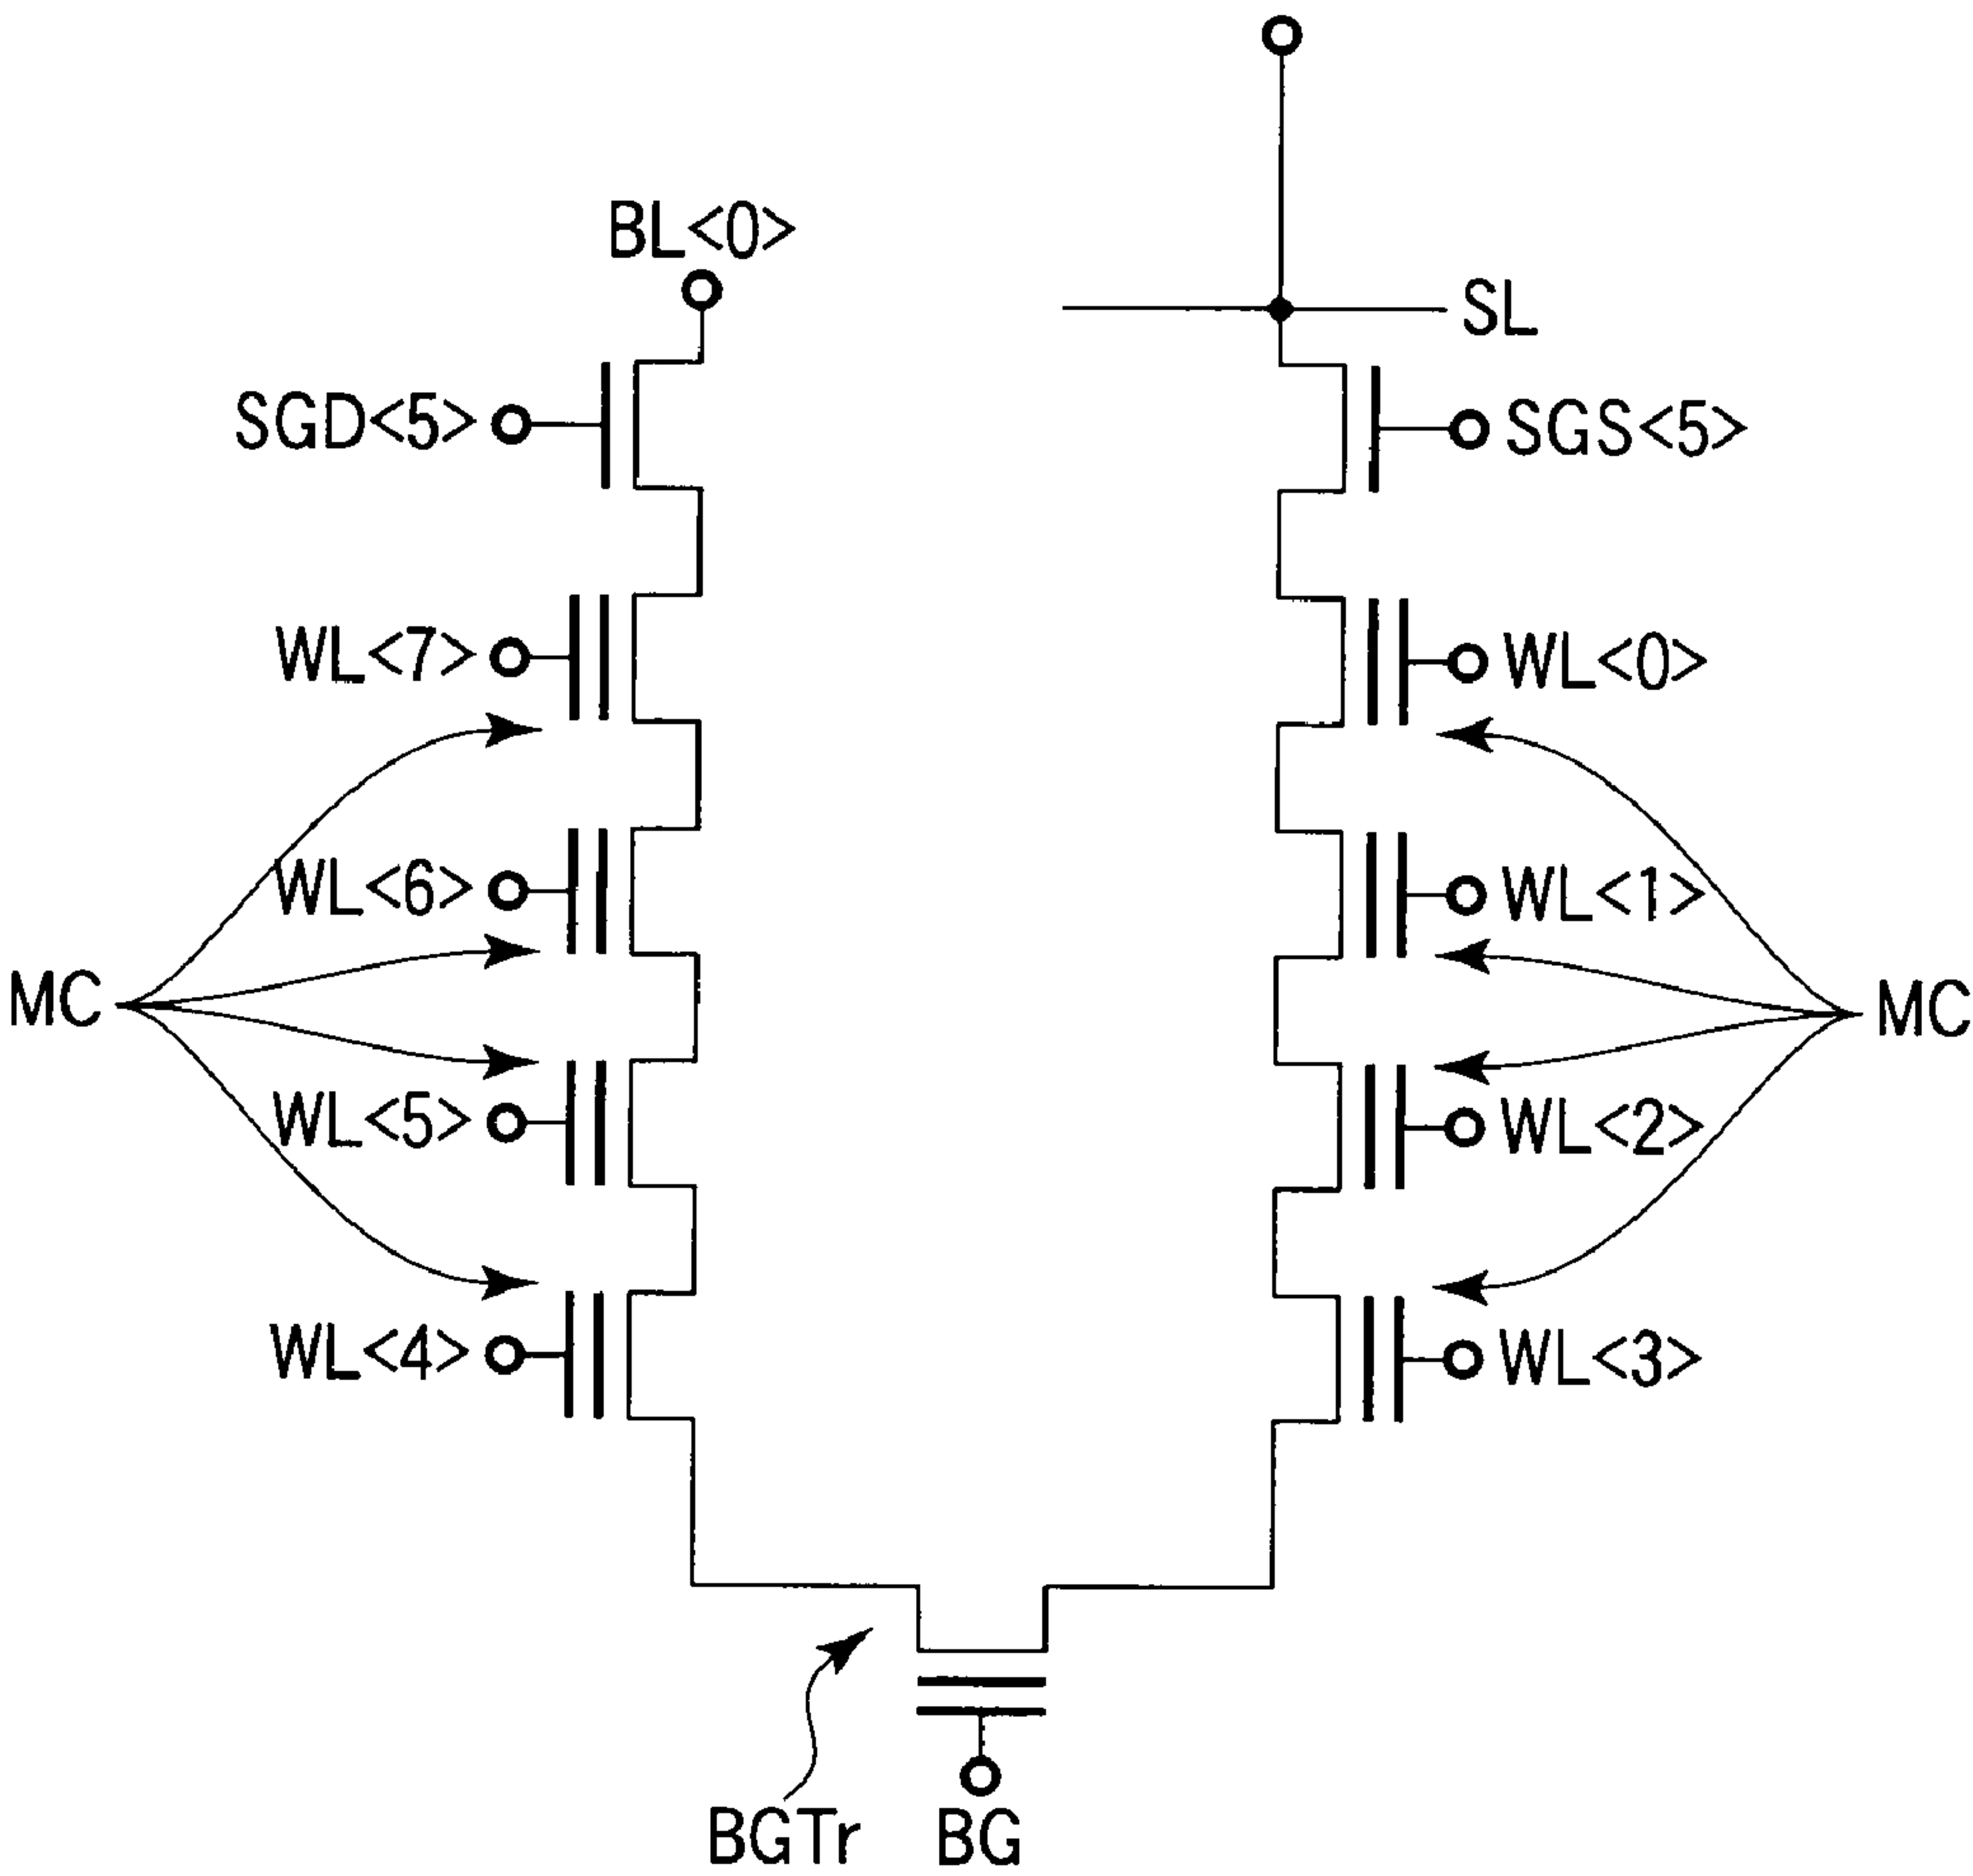 BL<0>
SL
SGD<5>
SGS<5>
WL<7>
WL<0>
WL<6>
WL<1>
MC
MC
WL<5>
WL<2>
WL<4>
WL<3>
BGTr
BG